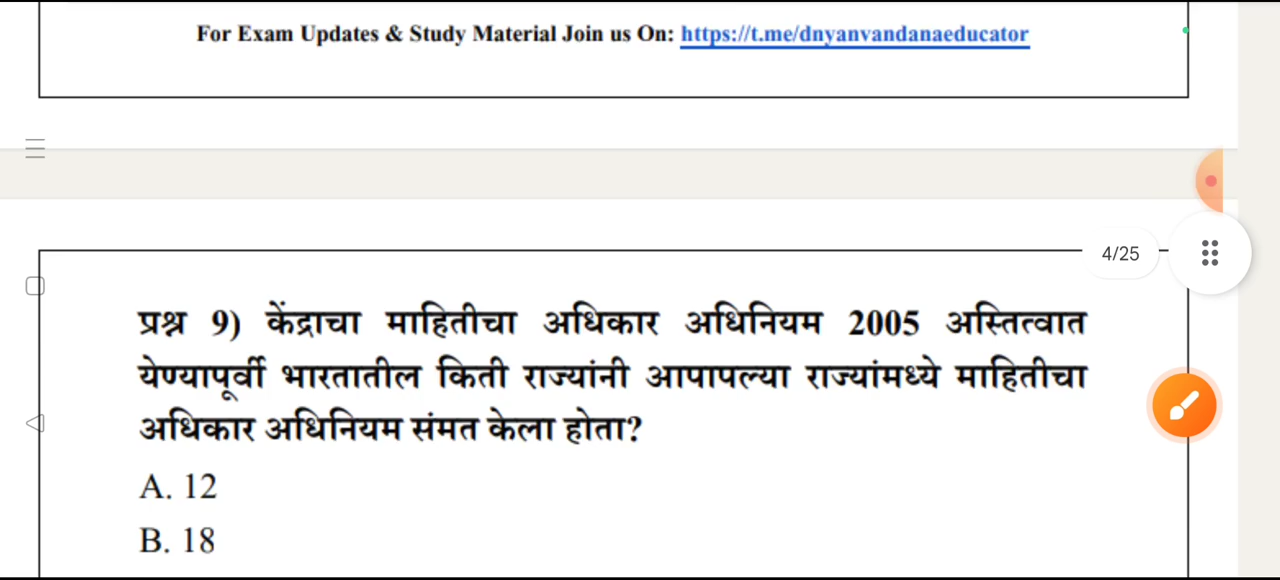 For Exam Updates & Study Material Join us On: https://t.me/dnyanvandanaeducator
4/25
प्रश्न 9) केंद्राचा माहितीचा अधिकार अधिनियम 2005 अस्तित्वात
येण्यापूर्वी भारतातील किती राज्यांनी आपापल्या राज्यांमध्ये माहितीचा
अधिकार अधिनियम संमत केला होता?
A. 12
B. 18